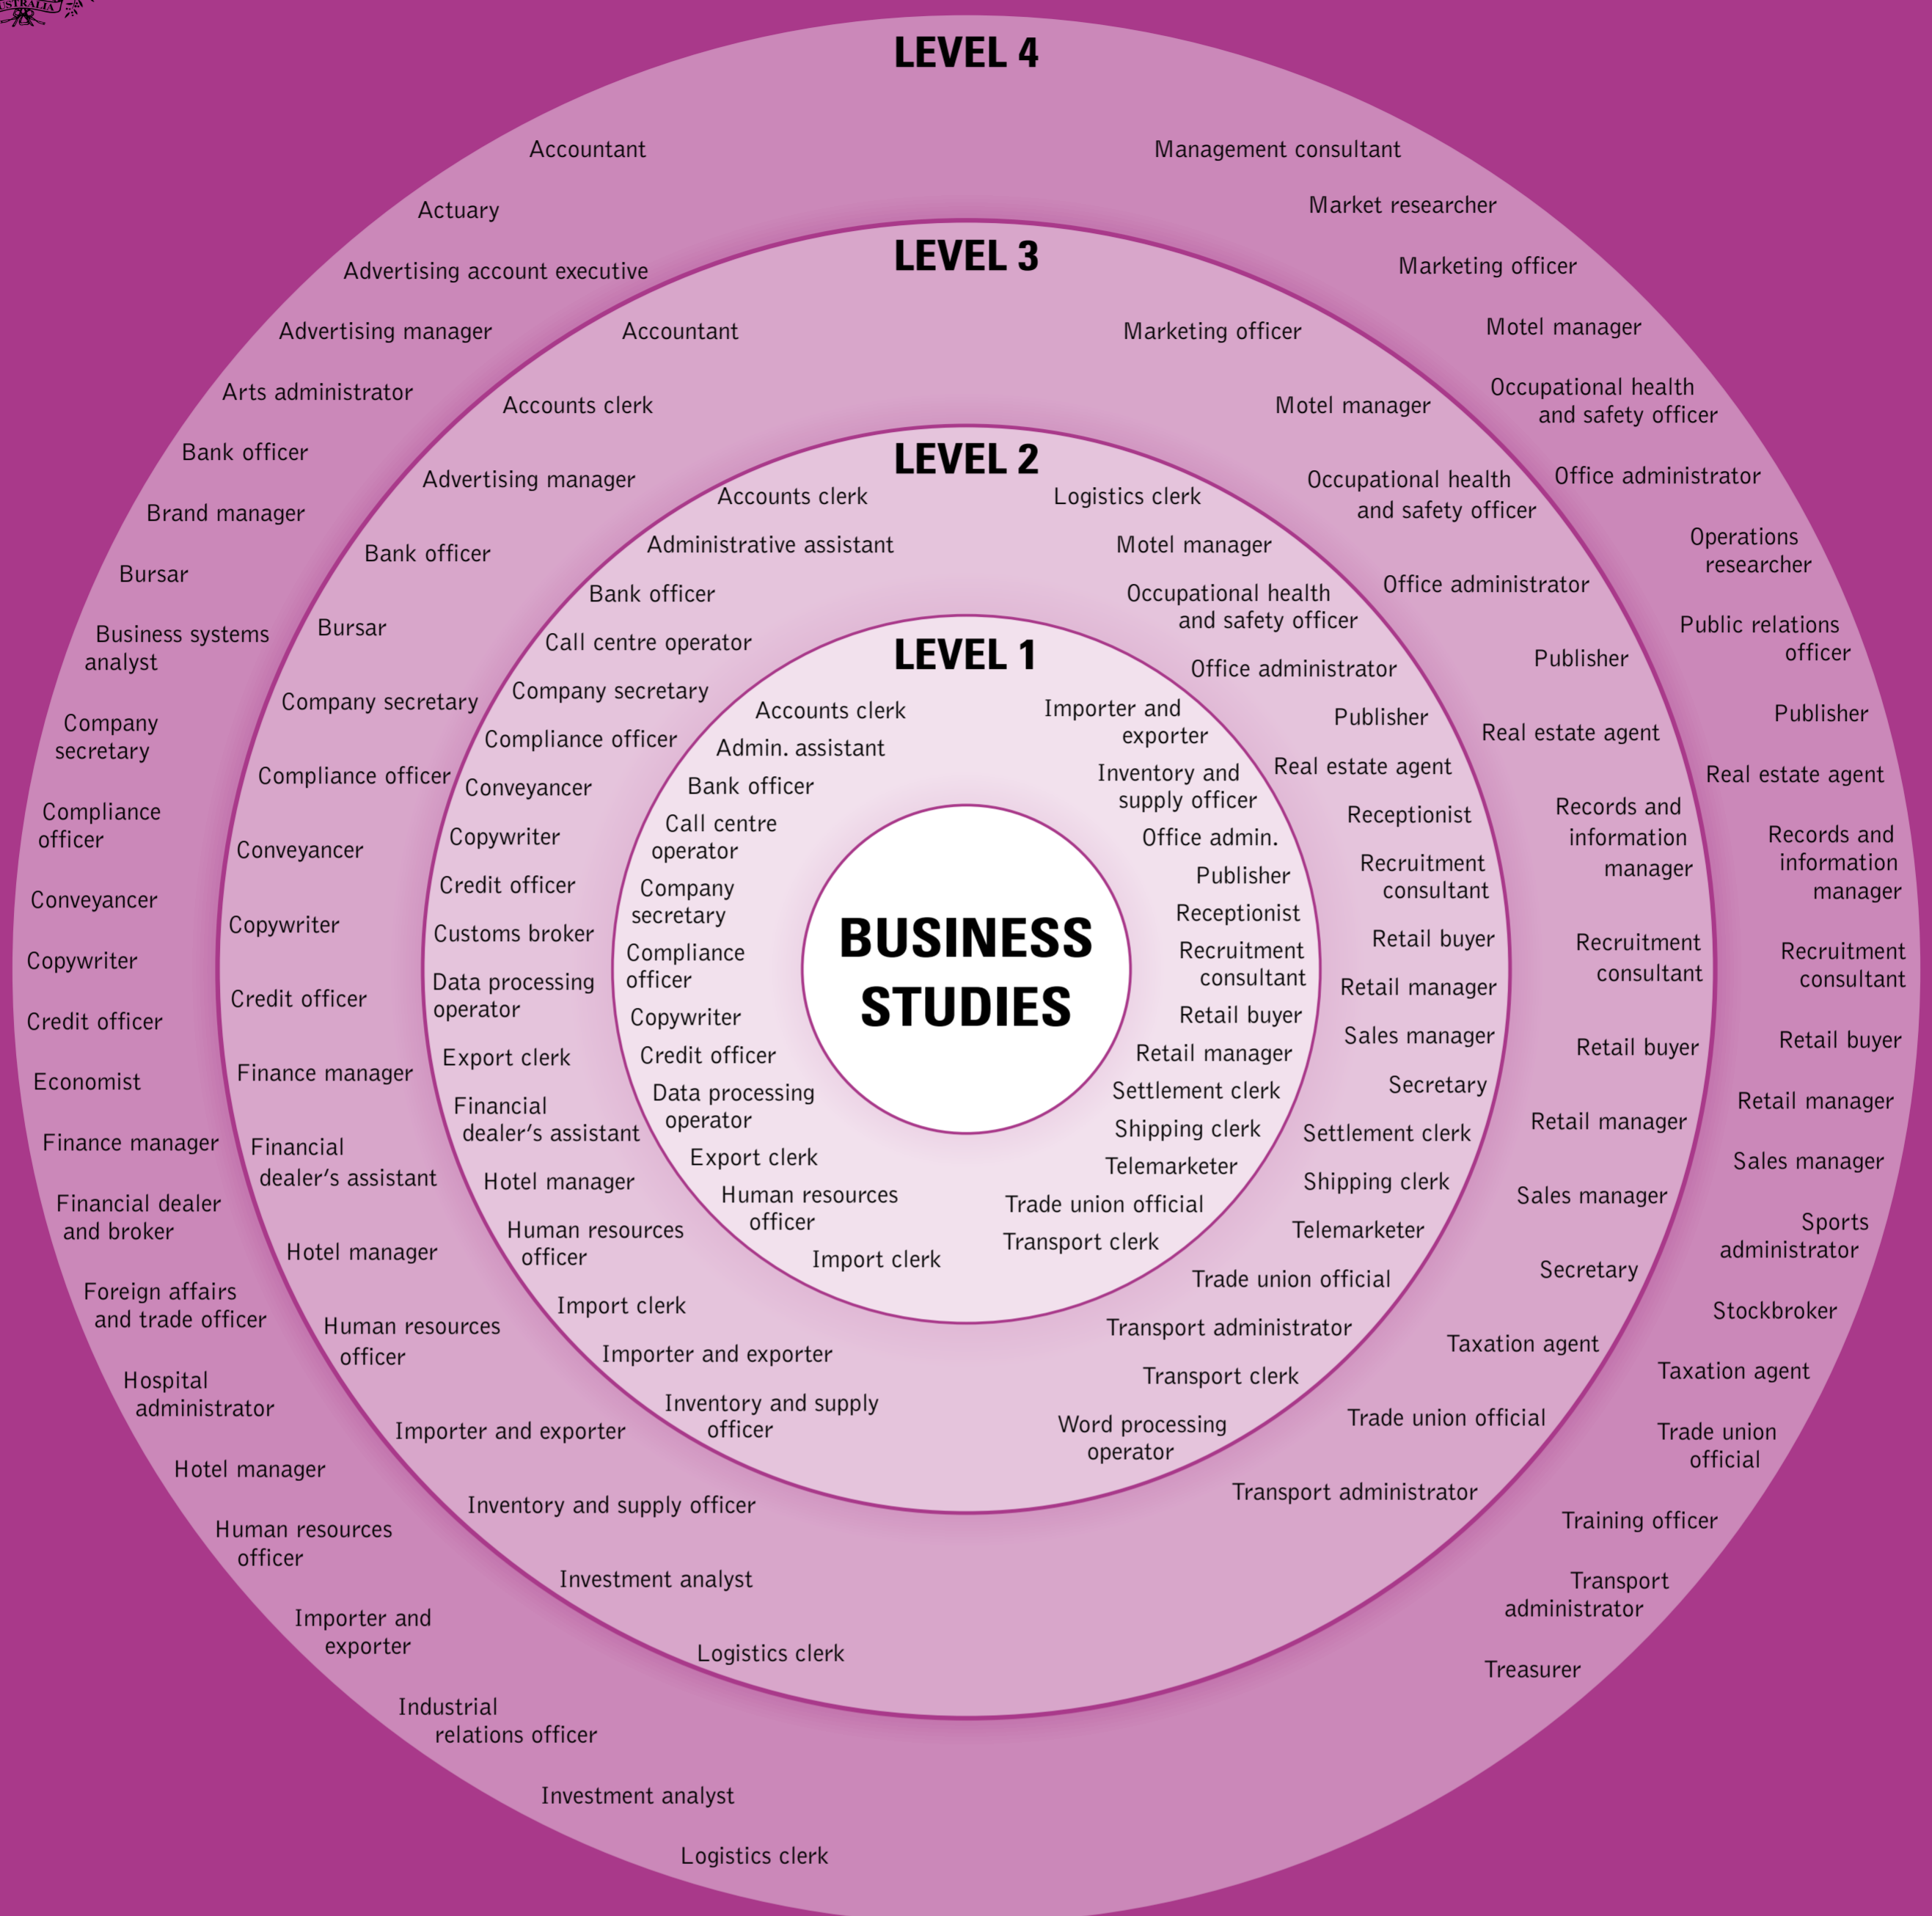 AUSTRALIA
LEVEL 4
Accountant
Actuary
Advertising account executive
Advertising manager
Arts administrator
Bank officer
Brand manager
Bursar
Business systems
analyst
Company
secretary
Compliance
officer
Conveyancer
Copywriter
Credit officer
Economist
Finance manager
Financial dealer
and broker
Foreign affairs
and trade officer
Hospital
administrator
Hotel manager
Human resources
officer
Importer and
exporter
Industrial
relations officer
Investment analyst
Logistics clerk
Management consultant
Market researcher
Marketing officer
Motel manager
Occupational health
and safety officer
Office administrator
Operations
researcher
Public relations
officer
Publisher
Real estate agent
Records and
information
manager
Recruitment
consultant
Retail buyer
Retail manager
Sales manager
Sports
administrator
Stockbroker
Taxation agent
Trade union
official
Training officer
Transport
administrator
Treasurer
LEVEL 3
Accountant
Accounts clerk
Advertising manager
Bank officer
Bursar
Company secretary
Compliance officer
Conveyancer
Copywriter
Credit officer
Finance manager
Financial
dealer's assistant
Hotel manager
Human resources
officer
Importer and exporter
Inventory and supply officer
Investment analyst
Logistics clerk
Marketing officer
Motel manager
Occupational health
and safety officer
Office administrator
Publisher
Real estate agent
Records and
information
manager
Recruitment
consultant
Retail buyer
Retail manager
Sales manager
Secretary
Taxation agent
Trade union official
Transport administrator
LEVEL 2
Accounts clerk
Administrative assistant
Bank officer
Call centre operator
Company secretary
Compliance officer
Conveyancer
Copywriter
Credit officer
Customs broker
Data processing
operator
Export clerk
Financial
dealer's assistant
Hotel manager
Human resources
officer
Import clerk
Importer and exporter
Inventory and supply
officer
Logistics clerk
Motel manager
Occupational health
and safety officer
Office administrator
Publisher
Real estate agent
Receptionist
Recruitment
consultant
Retail buyer
Retail manager
Sales manager
Secretary
Settlement clerk
Shipping clerk
Telemarketer
Trade union official
Transport administrator
Transport clerk
Word processing
operator
LEVEL 1
Accounts clerk
Admin. assistant
Bank officer
Call centre
operator
Company
secretary
Compliance
officer
Copywriter
Credit officer
Data processing
operator
Export clerk
Human resources
officer
Import clerk
Importer and
exporter
Inventory and
supply officer
Office admin.
Publisher
Receptionist
Recruitment
consultant
Retail buyer
Retail manager
Settlement clerk
Shipping clerk
Telemarketer
Trade union official
Transport clerk
BUSINESS
STUDIES